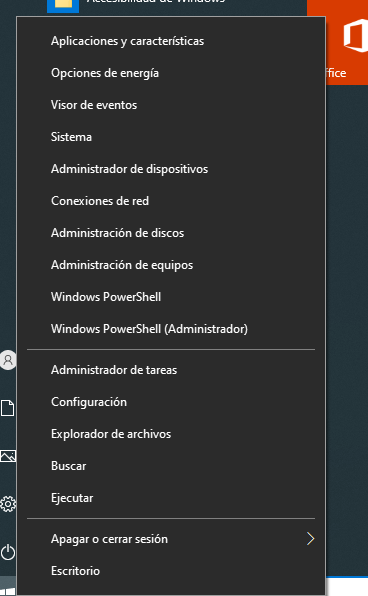 Accesibilidad de Windows
ffice
Aplicaciones y características
Opciones de energía
Visor de eventos
Sistema
Administrador de dispositivos
Conexiones de red
Administración de discos
Administración de equipos
Windows PowerShell
Windows PowerShell (Administrador)
Administrador de tareas
Configuración
Explorador de archivos
Buscar
Ejecutar
Apagar o cerrar sesión
Escritorio